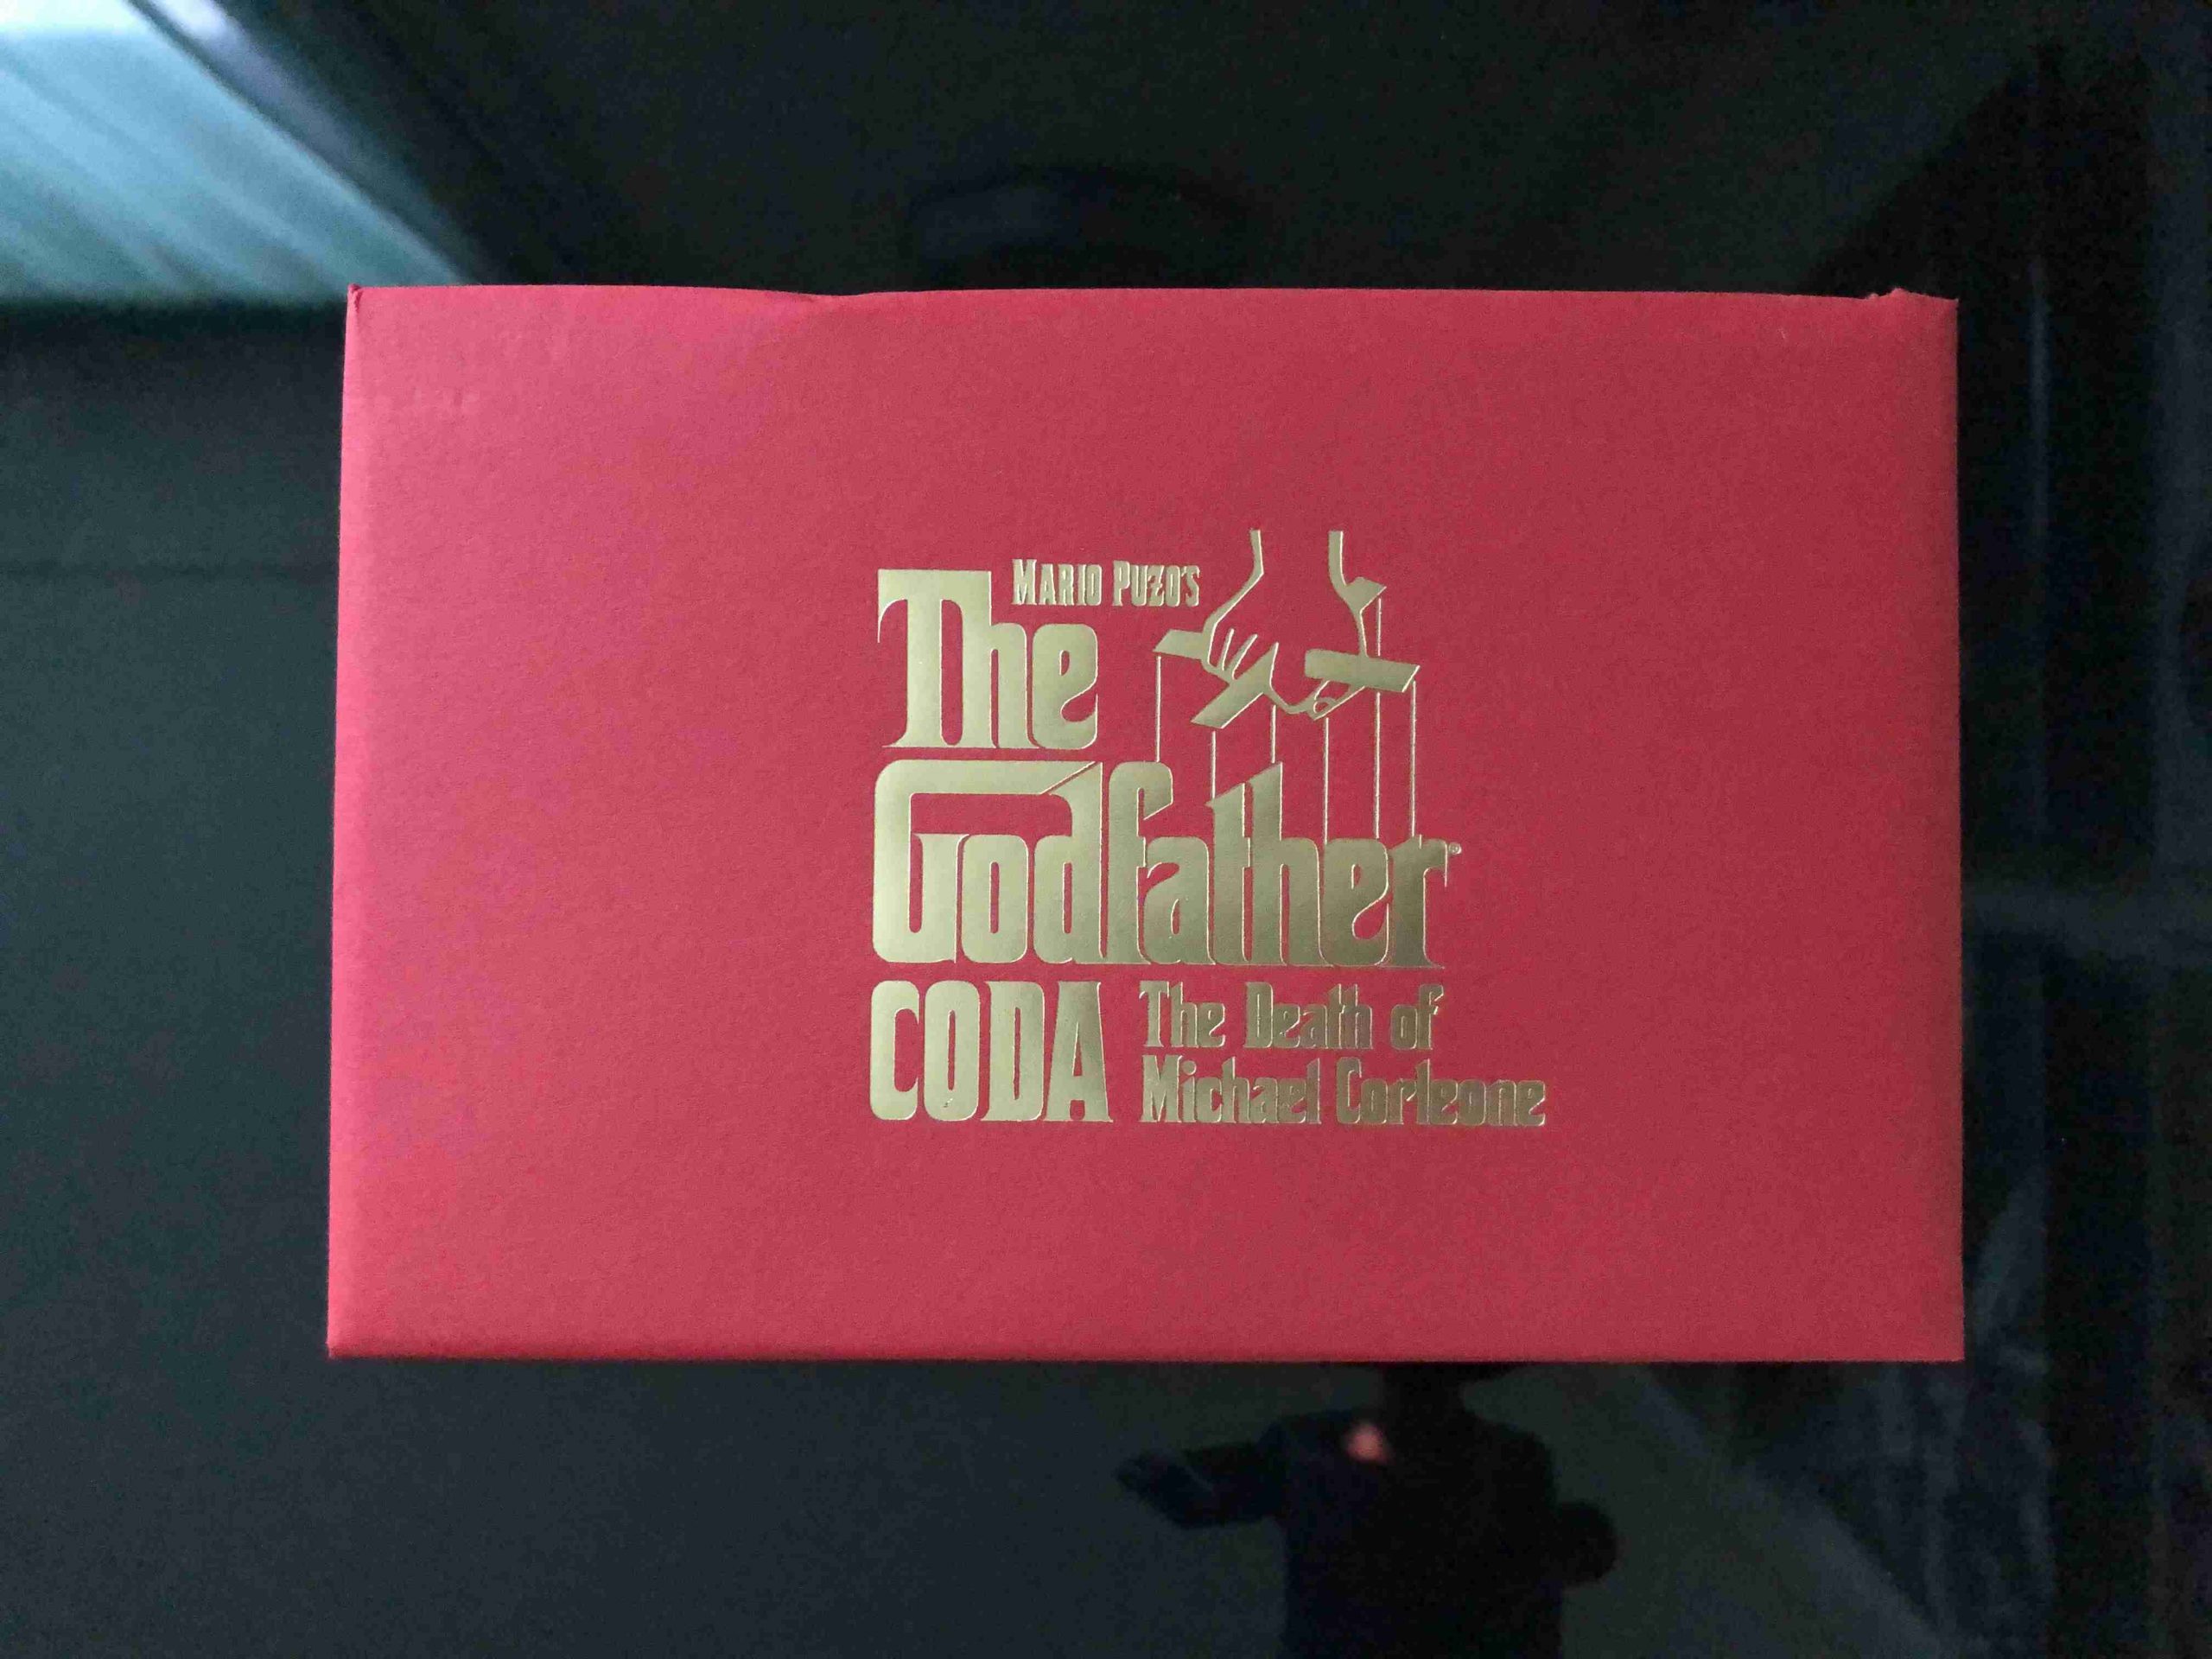 MARIO PUZO'S
The
Godfather®
CODA The Death of
Michael Corleone